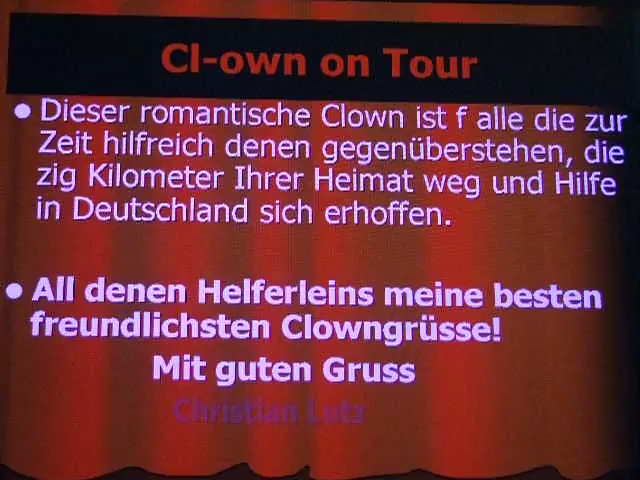 Cl-own on Tour
● Dieser romantische Clown ist f alle die zur
Zeit hilfreich denen gegenüberstehen, die
zig Kilometer Ihrer Heimat weg und Hilfe
in Deutschland sich erhoffen.
● All denen Helferleins meine besten
freundlichsten Clowngrüsse!
Mit guten Gruss
Christian Lutz